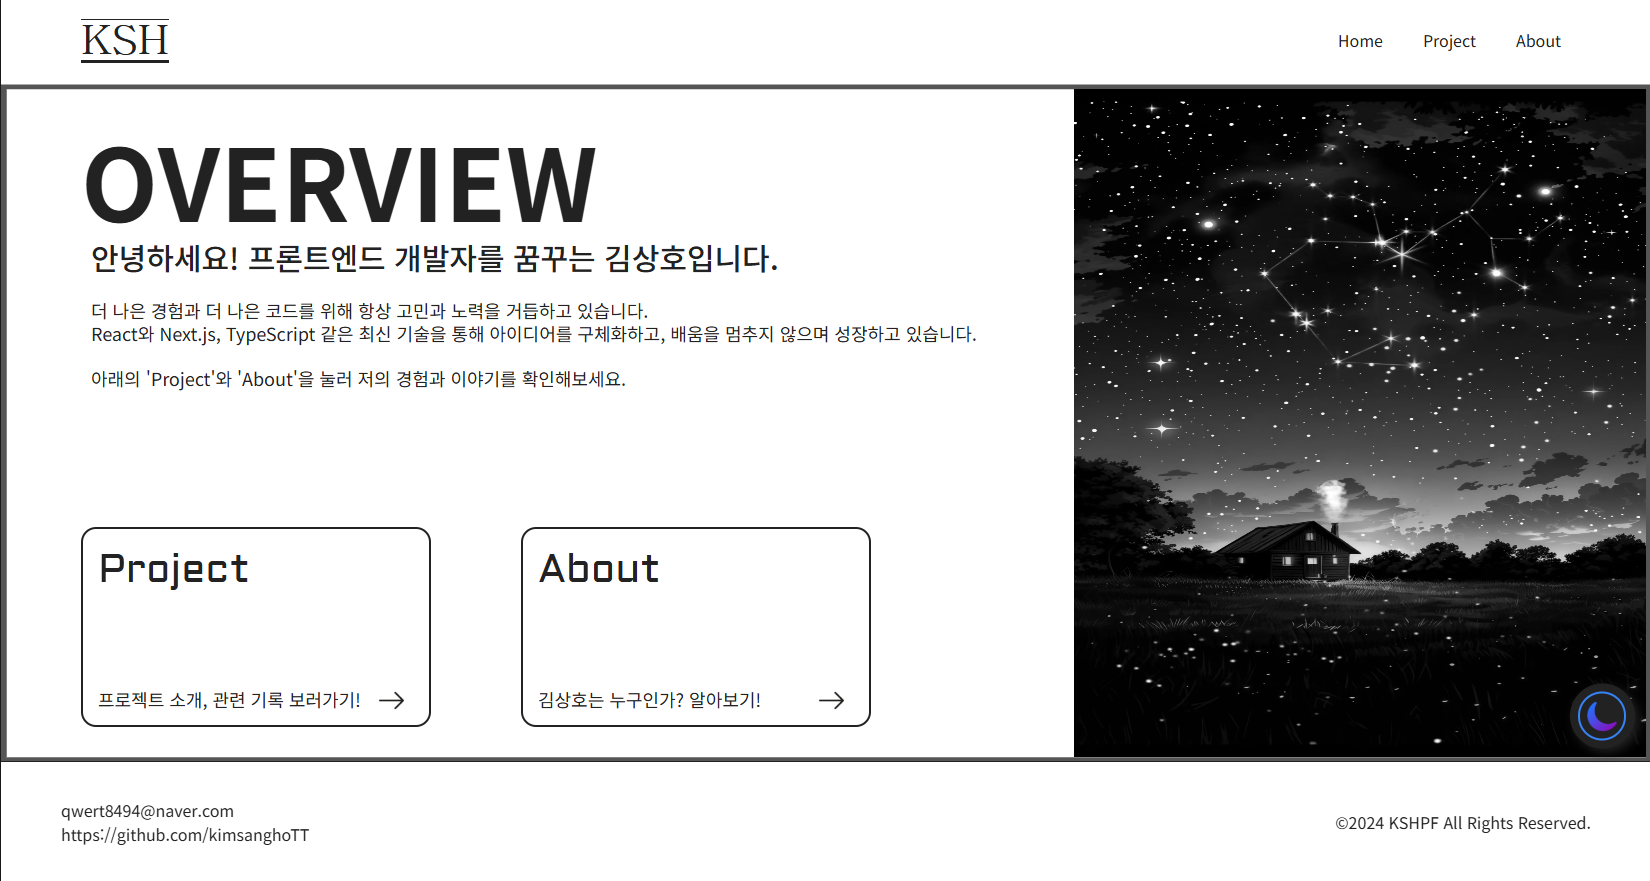 KSH
Home
Project
About
OVERVIEW
안녕하세요! 프론트엔드 개발자를 꿈꾸는 김상호입니다.
더 나은 경험과 더 나은 코드를 위해 항상 고민과 노력을 거듭하고 있습니다.
React와 Next.js, TypeScript 같은 최신 기술을 통해 아이디어를 구체화하고, 배움을 멈추지 않으며 성장하고 있습니다.
아래의 'Project'와 'About'을 눌러 저의 경험과 이야기를 확인해보세요.
Project
프로젝트 소개, 관련 기록 보러가기!
About
김상호는 누구인가? 알아보기!
qwert8494@naver.com
https://github.com/kimsanghoTT
©2024 KSHPF All Rights Reserved.